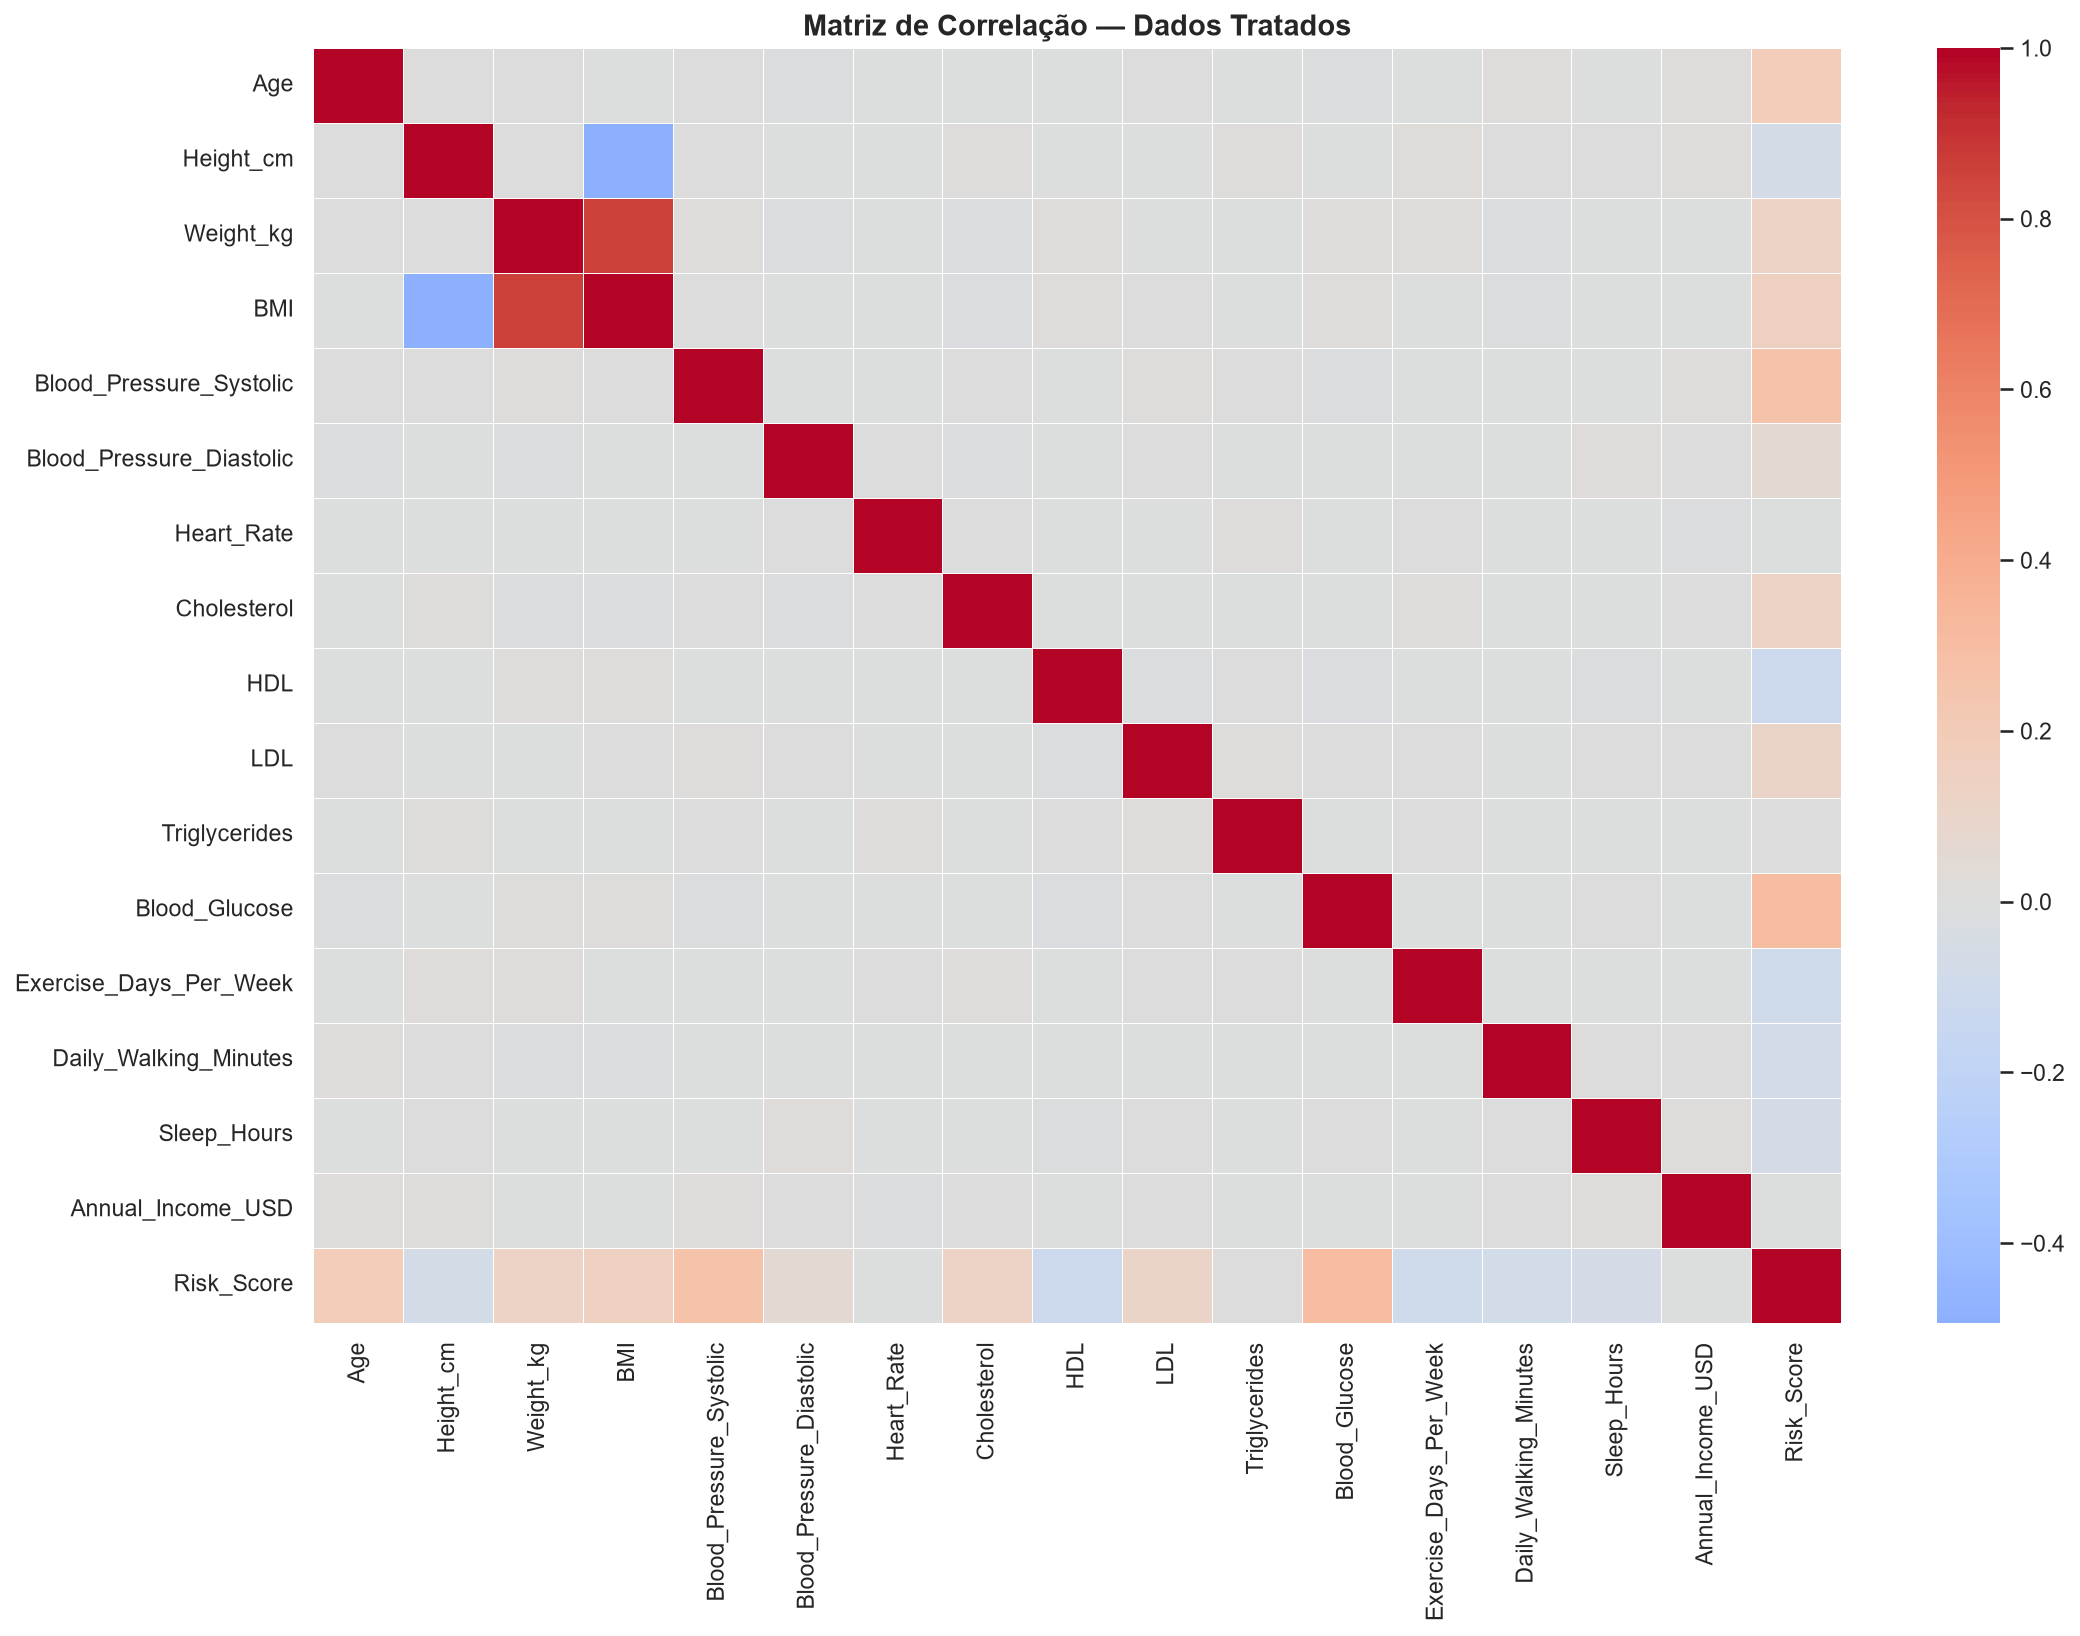 Matriz de Correlação — Dados Tratados
Age
Height_cm
Weight_kg
BMI
Blood_Pressure_Systolic
Blood_Pressure_Diastolic
Heart_Rate
Cholesterol
HDL
LDL
Triglycerides
Blood_Glucose
Exercise_Days_Per_Week
Daily_Walking_Minutes
Sleep_Hours
Annual_Income_USD
Risk_Score
Age
Height_cm
Weight_kg
BMI
Blood_Pressure_Systolic
Blood_Pressure_Diastolic
Heart_Rate
Cholesterol
HDL
LDL
Triglycerides
Blood_Glucose
Exercise_Days_Per_Week
Daily_Walking_Minutes
Sleep_Hours
Annual_Income_USD
Risk_Score
1.0
0.8
0.6
0.4
0.2
0.0
−0.2
−0.4